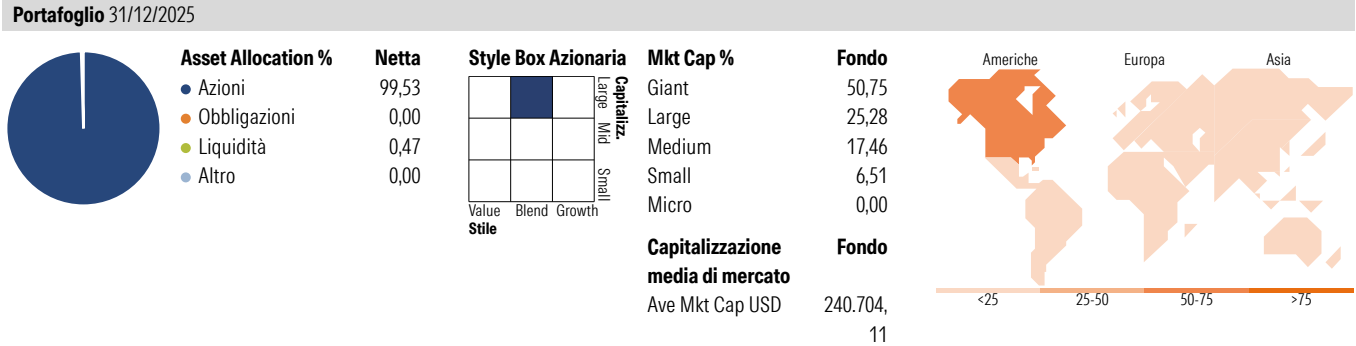 Portafoglio 31/12/2025
Asset Allocation % Netta
Azioni 99,53
Obbligazioni 0,00
Liquidità 0,47
Altro 0,00
Style Box Azionaria
Capitalizz.
Large
Mid
Small
Value Blend Growth
Stile
Mkt Cap % Fondo
Giant 50,75
Large 25,28
Medium 17,46
Small 6,51
Micro 0,00
Capitalizzazione Fondo
media di mercato
Ave Mkt Cap USD 240.704,
11
Americhe Europa Asia
<25 25-50 50-75 >75